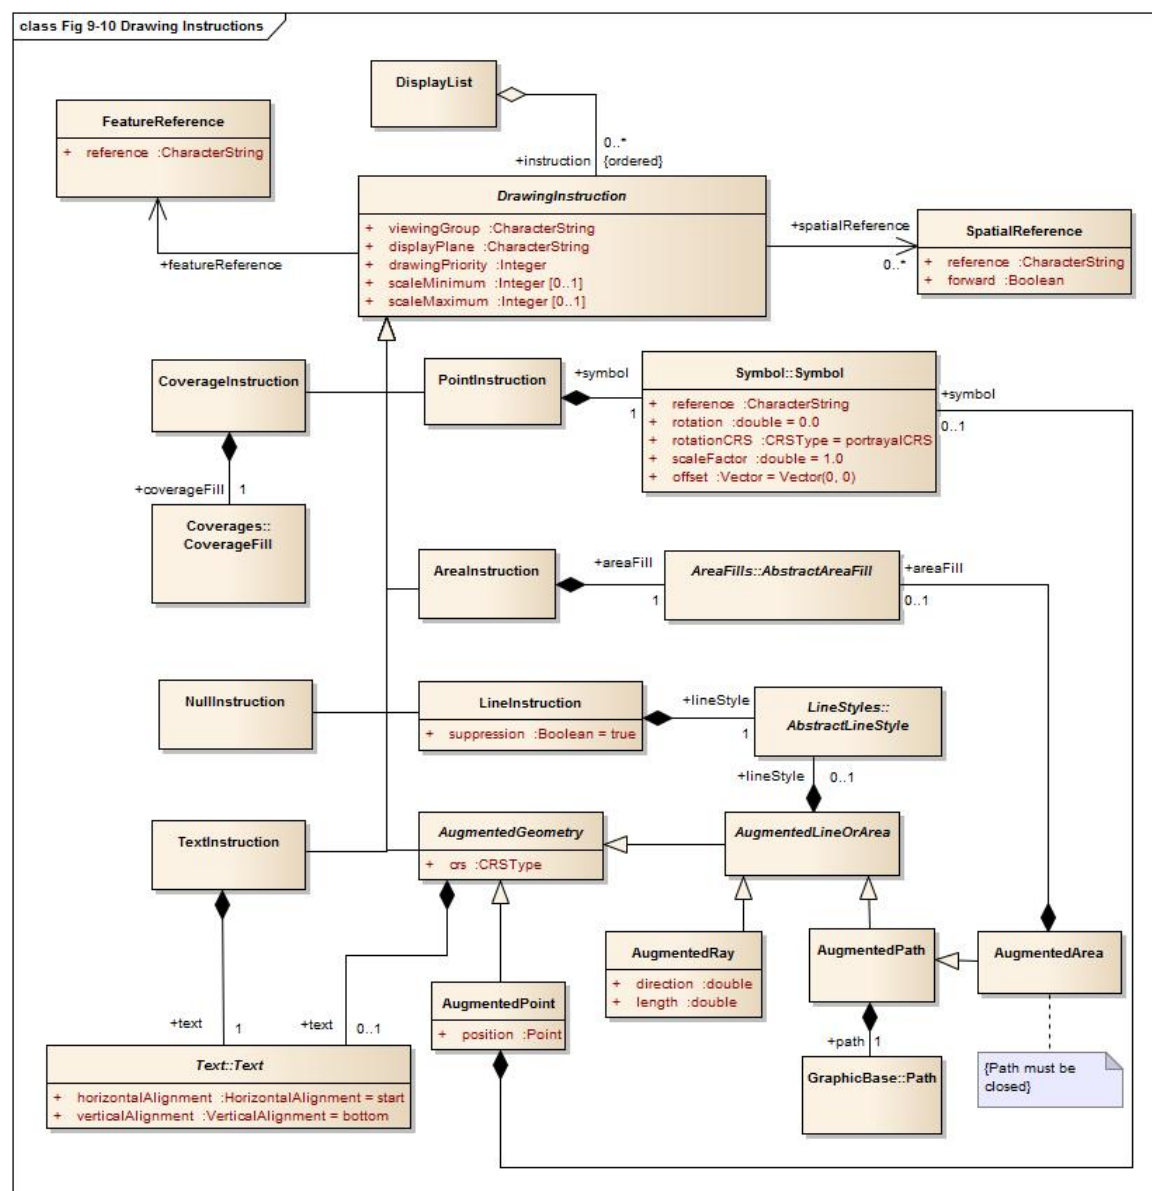 class Fig 9-10 Drawing Instructions
DisplayList
FeatureReference
+ reference :CharacterString
0..*
+instruction {ordered}
DrawingInstruction
+ viewingGroup :CharacterString
+ displayPlane :CharacterString
+ drawingPriority :Integer
+ scaleMinimum :Integer [0..1]
+ scaleMaximum :Integer [0..1]
+featureReference
+spatialReference
0..*
SpatialReference
+ reference :CharacterString
+ forward :Boolean
CoverageInstruction
PointInstruction
+symbol
1
Symbol::Symbol
+ reference :CharacterString
+ rotation :double = 0.0
+ rotationCRS :CRSType = portrayalCRS
+ scaleFactor :double = 1.0
+ offset :Vector = Vector(0, 0)
+symbol
0..1
+coverageFill 1
Coverages::
CoverageFill
AreaInstruction
+areaFill
1
AreaFills::AbstractAreaFill
+areaFill
0..1
NullInstruction
LineInstruction
+ suppression :Boolean = true
+lineStyle
1
LineStyles::
AbstractLineStyle
+lineStyle 0..1
TextInstruction
AugmentedGeometry
+ crs :CRSType
AugmentedLineOrArea
AugmentedRay
+ direction :double
+ length :double
AugmentedPath
AugmentedArea
AugmentedPoint
+ position :Point
+text 1
+text 0..1
+path 1
Text::Text
+ horizontalAlignment :HorizontalAlignment = start
+ verticalAlignment :VerticalAlignment = bottom
GraphicBase::Path
{Path must be
closed}